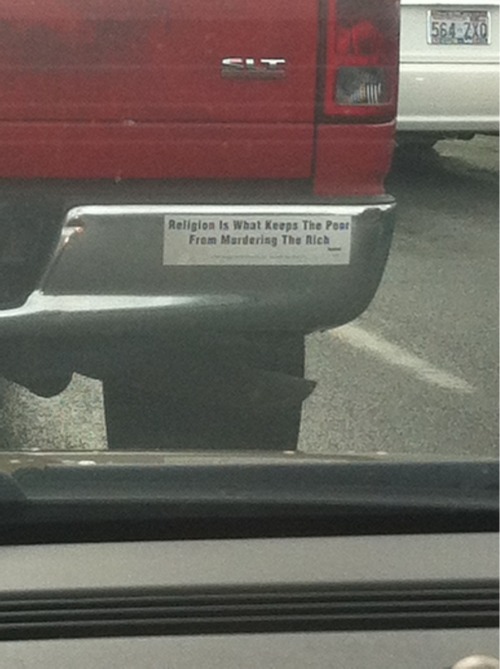 564-ZXO
SLT
Religion Is What Keeps The Poor
From Murdering The Rich